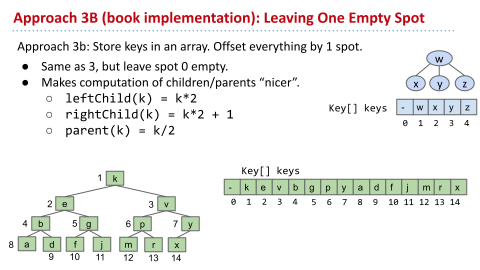 Approach 3B (book implementation): Leaving One Empty Spot
Approach 3b: Store keys in an array. Offset everything by 1 spot.
● Same as 3, but leave spot 0 empty.
● Makes computation of children/parents “nicer”.
○ leftChild(k) = k*2
○ rightChild(k) = k*2 + 1
○ parent(k) = k/2
w
x y z
Key[] keys - w x y z
0 1 2 3 4
1 k
2 e 3 v
4 b 5 g 6 p 7 y
8 a d f j m r x
9 10 11 12 13 14
Key[] keys
- k e v b g p y a d f j m r x
0 1 2 3 4 5 6 7 8 9 10 11 12 13 14